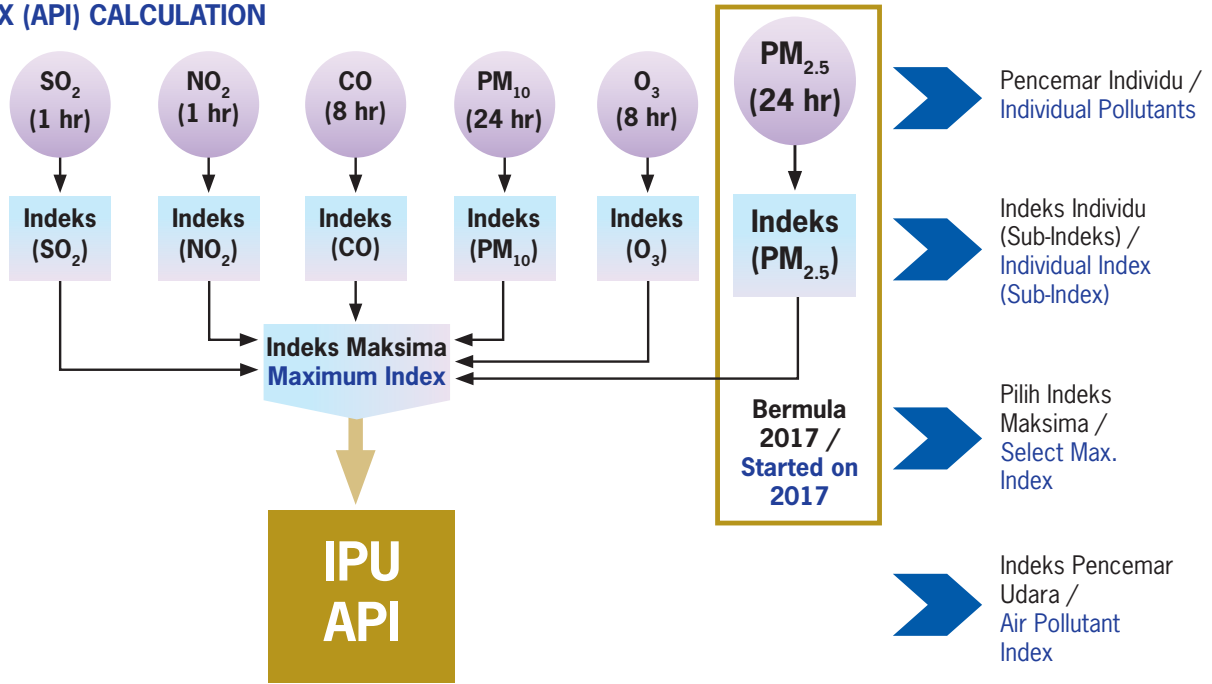 X (API) CALCULATION
SO₂
(1 hr)
NO₂
(1 hr)
CO
(8 hr)
PM₁₀
(24 hr)
O₃
(8 hr)
PM₂.₅
(24 hr)
Pencemar Individu /
Individual Pollutants
Indeks
(SO₂)
Indeks
(NO₂)
Indeks
(CO)
Indeks
(PM₁₀)
Indeks
(O₃)
Indeks
(PM₂.₅)
Indeks Individu
(Sub-Indeks) /
Individual Index
(Sub-Index)
Indeks Maksima
Maximum Index
Bermula
2017 /
Started on
2017
Pilih Indeks
Maksima /
Select Max.
Index
IPU
API
Indeks Pencemar
Udara /
Air Pollutant
Index